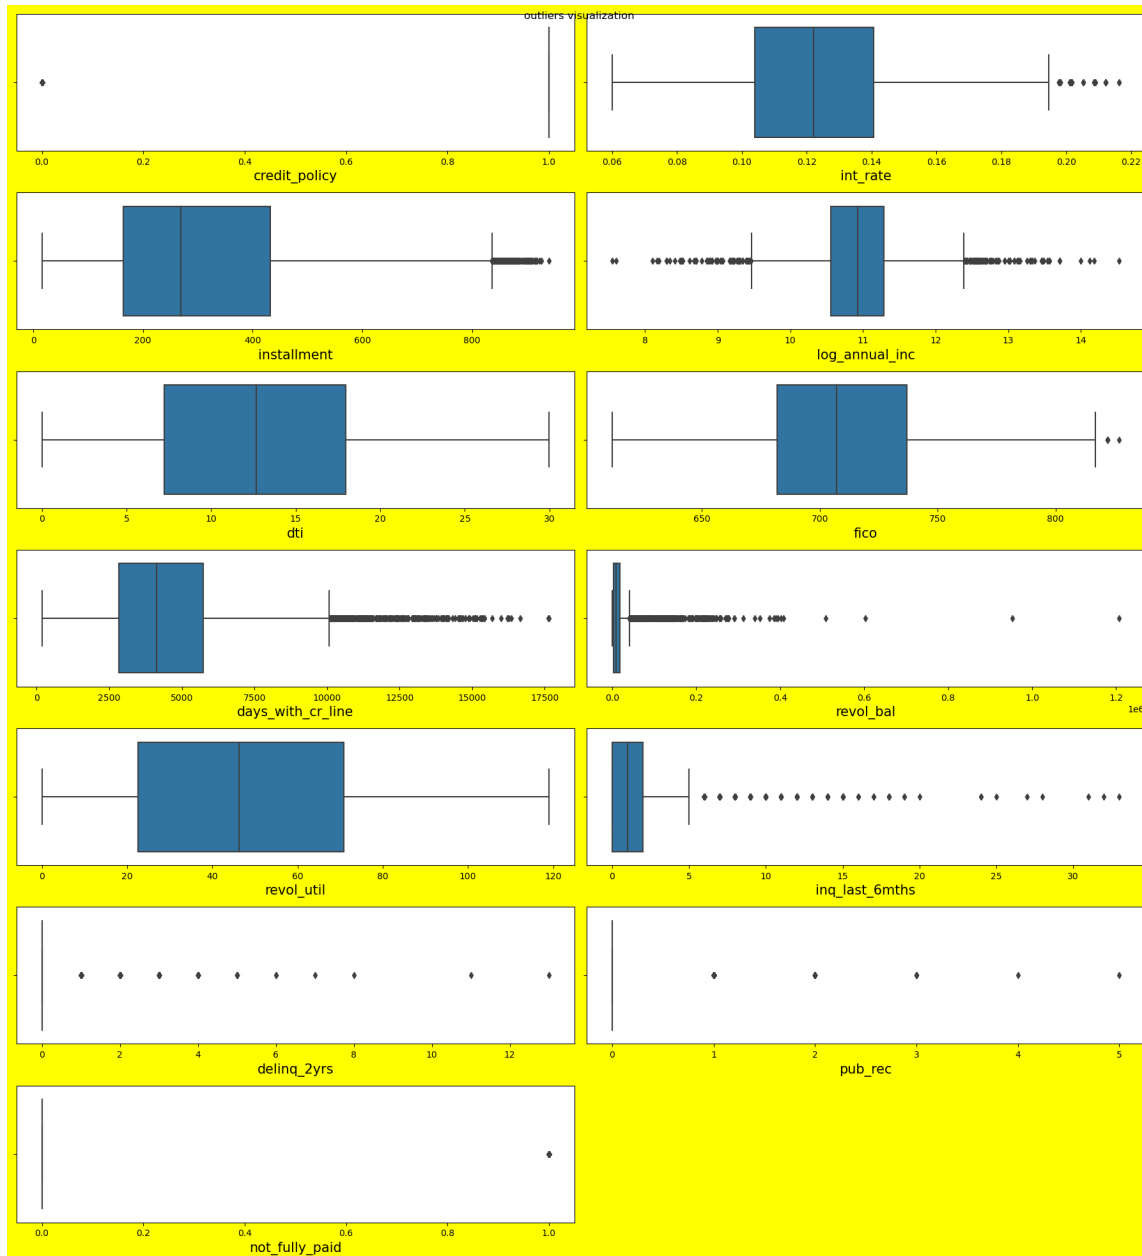 outliers visualization
0.0 0.2 0.4 0.6 0.8 1.0
credit_policy
0.06 0.08 0.10 0.12 0.14 0.16 0.18 0.20 0.22
int_rate
0 200 400 600 800
installment
8 9 10 11 12 13 14
log_annual_inc
0 5 10 15 20 25 30
dti
650 700 750 800
fico
0 2500 5000 7500 10000 12500 15000 17500
days_with_cr_line
0.0 0.2 0.4 0.6 0.8 1.0 1.2
1e6
revol_bal
0 20 40 60 80 100 120
revol_util
0 5 10 15 20 25 30
inq_last_6mths
0 2 4 6 8 10 12
delinq_2yrs
0 1 2 3 4 5
pub_rec
0.0 0.2 0.4 0.6 0.8 1.0
not_fully_paid